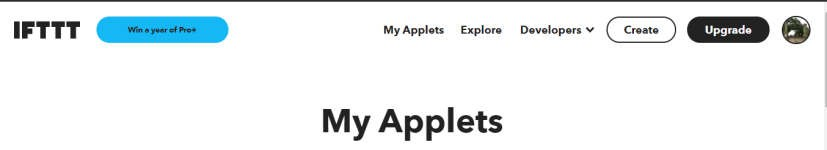 IFTTT Win a year of Pro+ My Applets Explore Developers Create Upgrade
My Applets